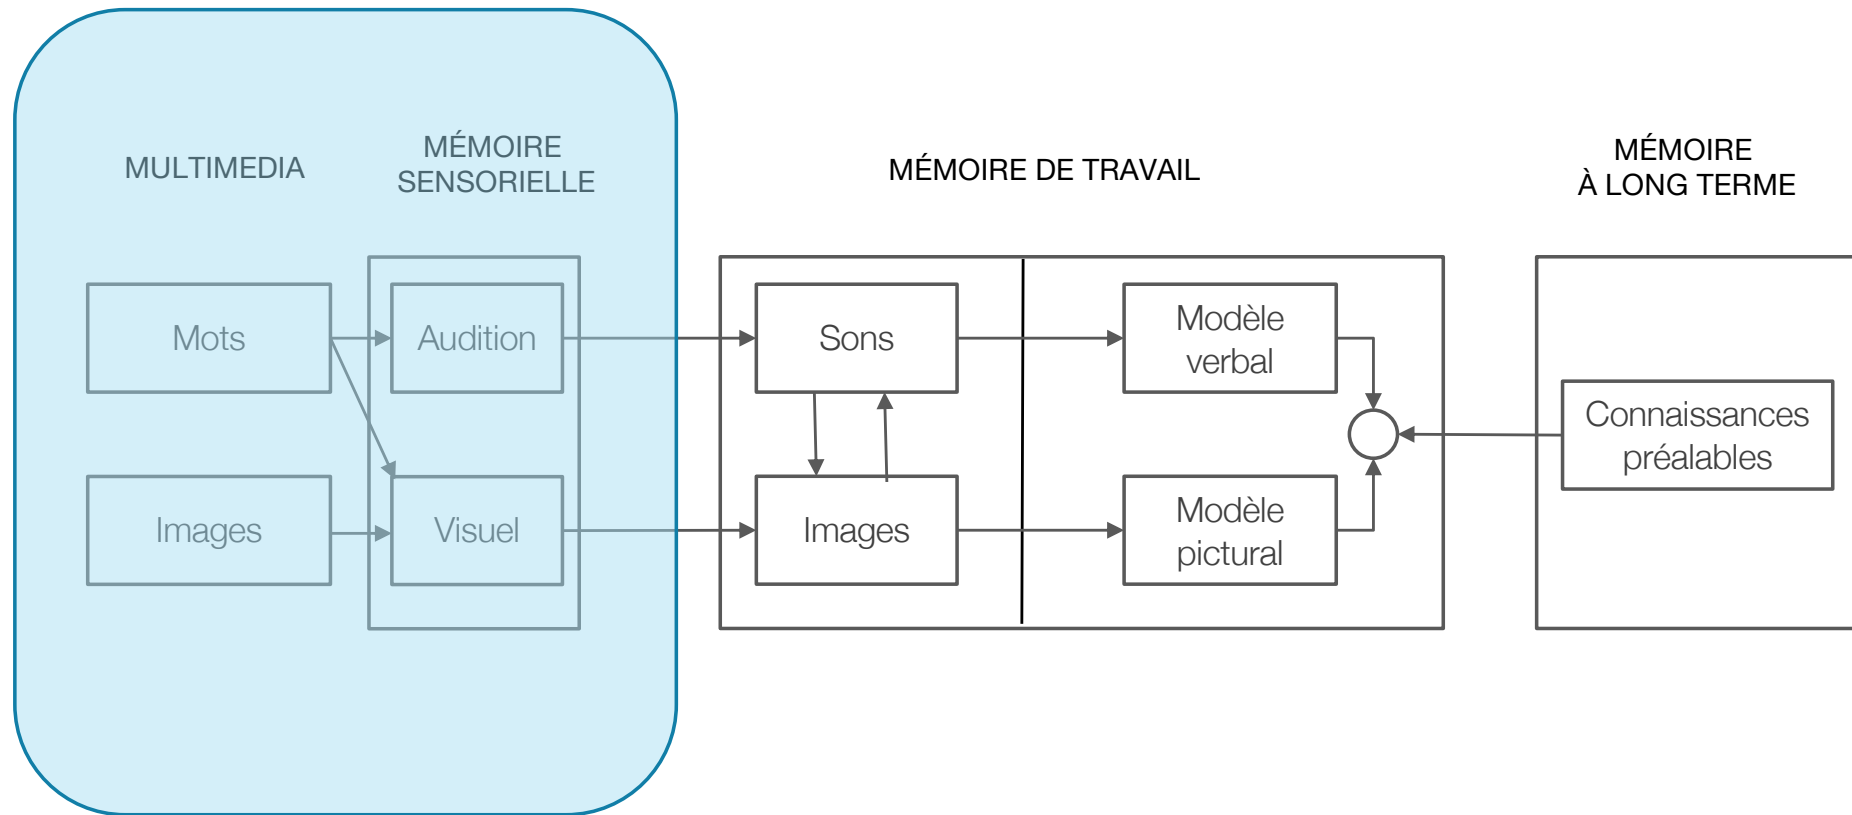 MULTIMEDIA
MÉMOIRE
SENSORIELLE
MÉMOIRE DE TRAVAIL
MÉMOIRE
À LONG TERME
Mots
Audition
Sons
Modèle
verbal
Connaissances
préalables
Images
Visuel
Images
Modèle
pictural